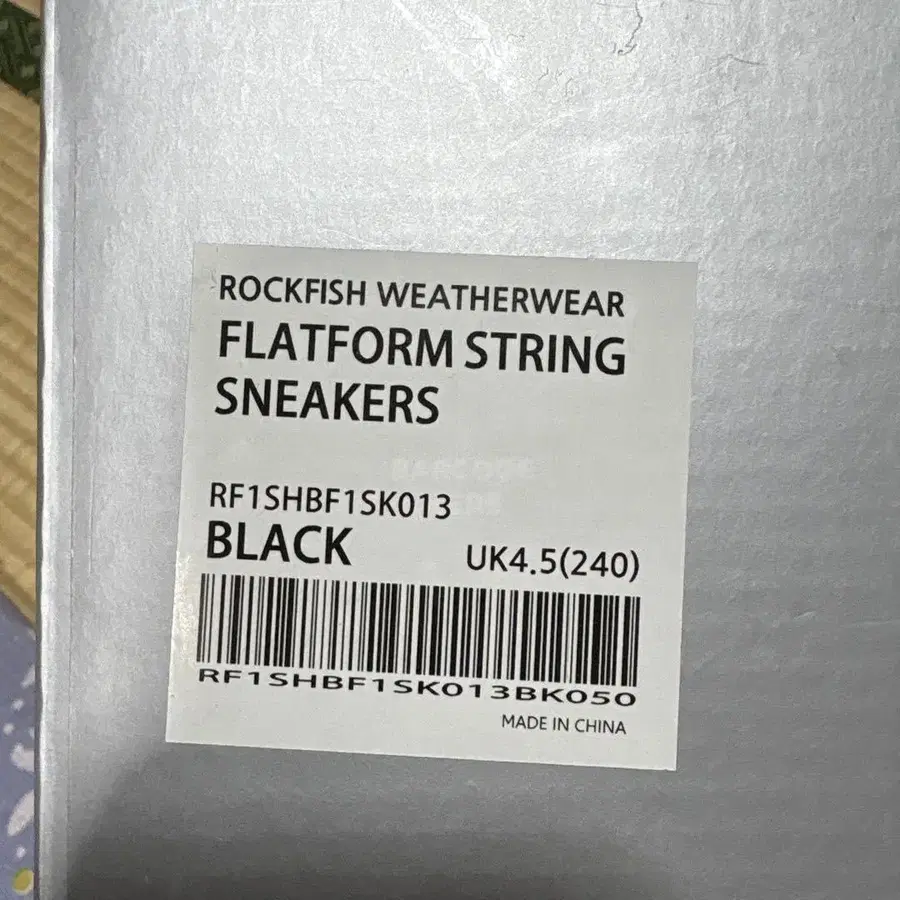 ROCKFISH WEATHERWEAR
FLATFORM STRING
SNEAKERS
RF1SHBF1SK013
BLACK
UK4.5(240)
RF1SHBF1SK013BK050
MADE IN CHINA